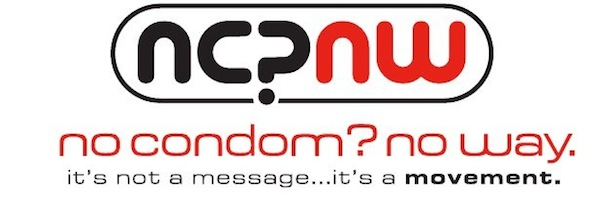 nc?nw
no condom? no way.
it's not a message...it's a movement.